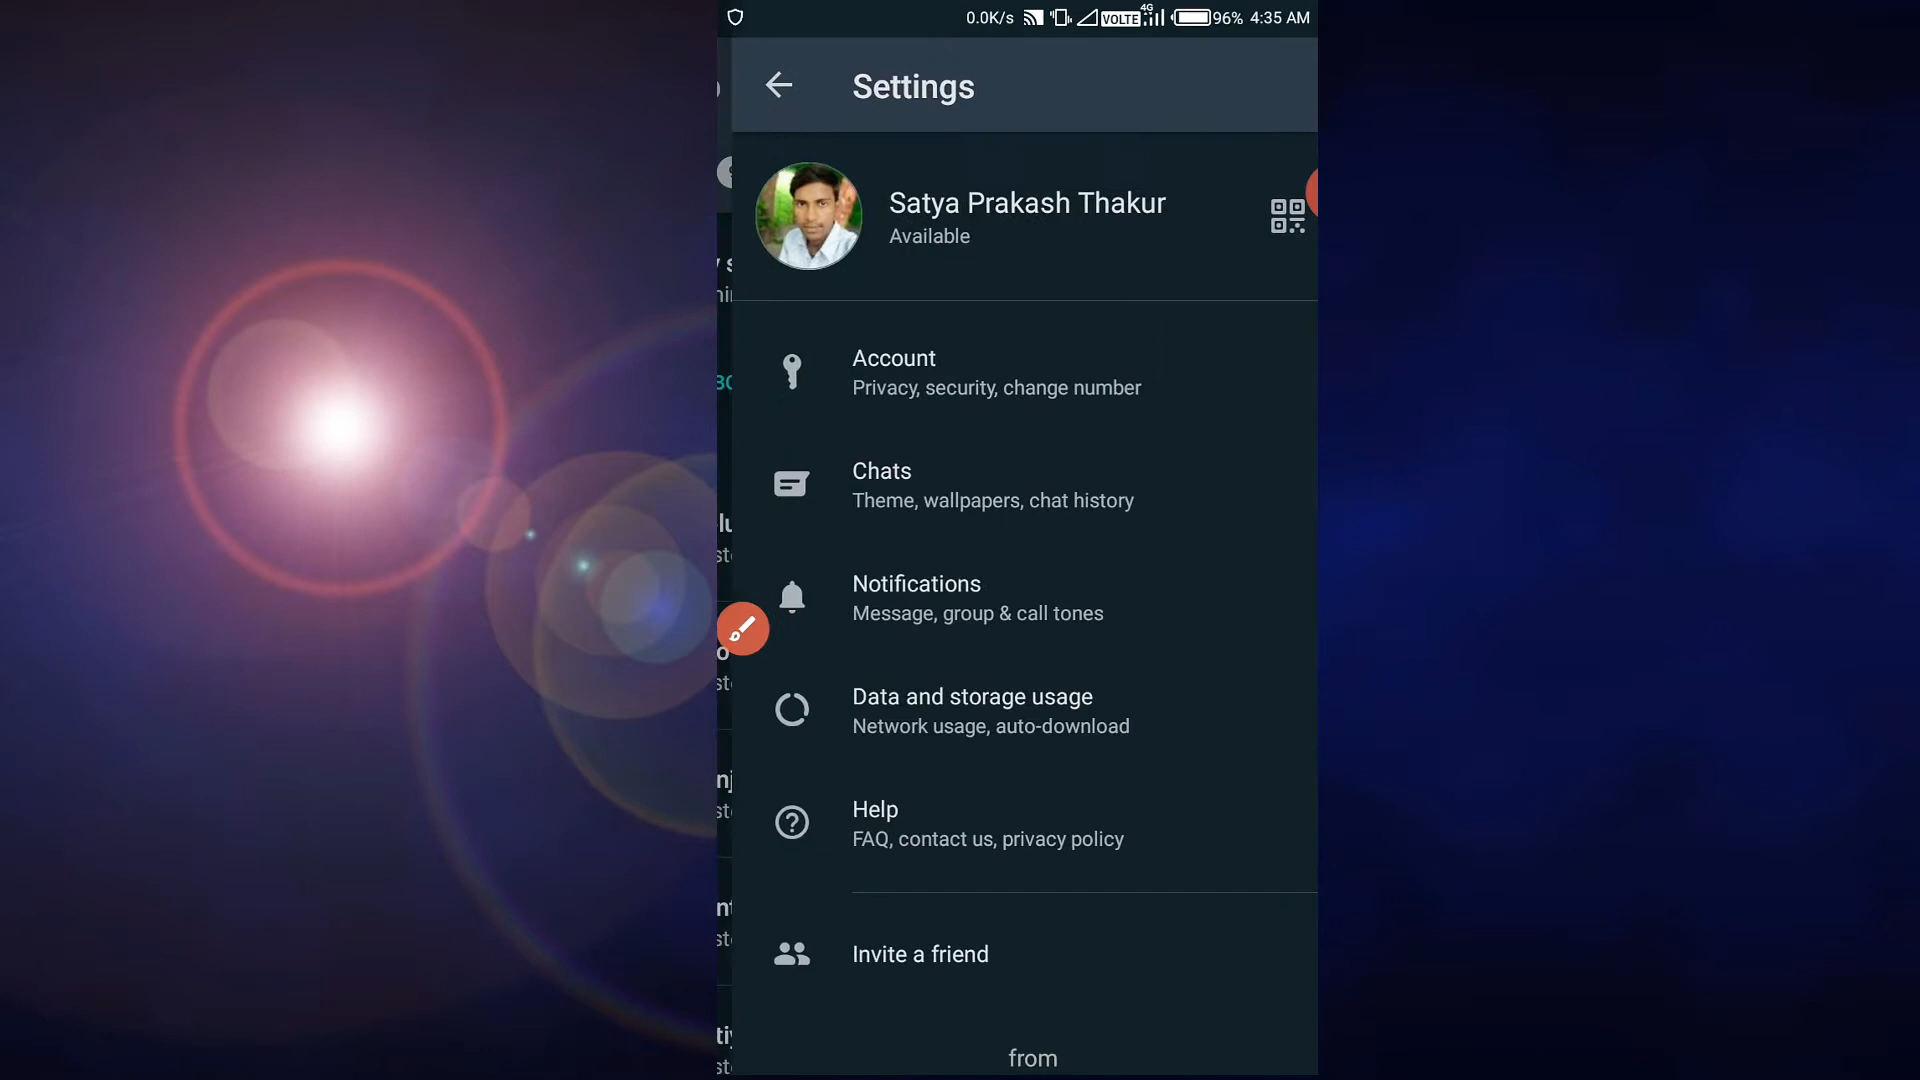 0.0K/s VOLTE 4G 96% 4:35 AM
Settings
Satya Prakash Thakur
Available
Account
Privacy, security, change number
Chats
Theme, wallpapers, chat history
Notifications
Message, group & call tones
Data and storage usage
Network usage, auto-download
Help
FAQ, contact us, privacy policy
Invite a friend
from